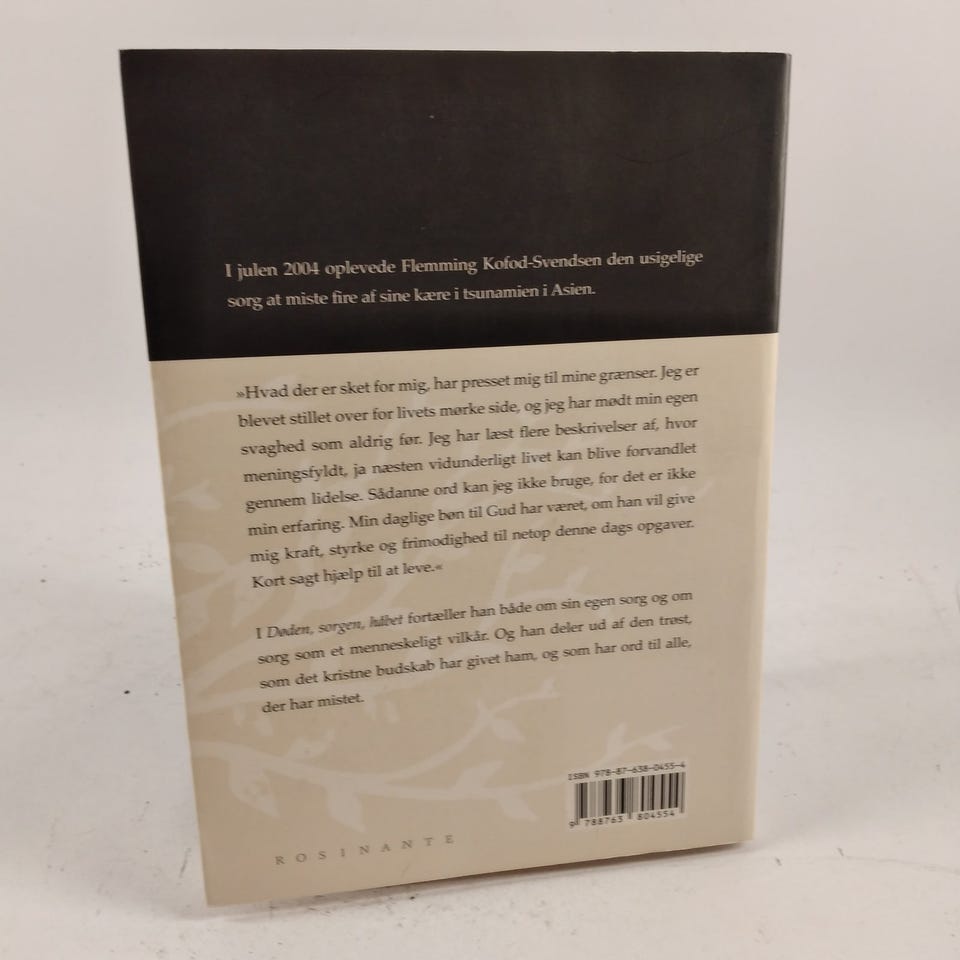 I julen 2004 oplevede Flemming Kofod-Svendsen den usigelige
sorg at miste fire af sine kære i tsunamien i Asien.
»Hvad der er sket for mig, har presset mig til mine grænser. Jeg er
blevet stillet over for livets mørke side, og jeg har mødt min egen
svaghed som aldrig før. Jeg har læst flere beskrivelser af, hvor
meningsfyldt, ja næsten vidunderligt livet kan blive forvandlet
gennem lidelse. Sådanne ord kan jeg ikke bruge, for det er ikke
min erfaring. Min daglige bøn til Gud har været, om han vil give
mig kraft, styrke og frimodighed til netop denne dags opgaver.
Kort sagt hjælp til at leve.«
I Døden, sorgen, håbet fortæller han både om sin egen sorg og om
sorg som et menneskeligt vilkår. Og han deler ud af den trøst,
som det kristne budskab har givet ham, og som har ord til alle,
der har mistet.
ISBN 978-87-638-0455-4
9 788763 804554
ROSINANTE